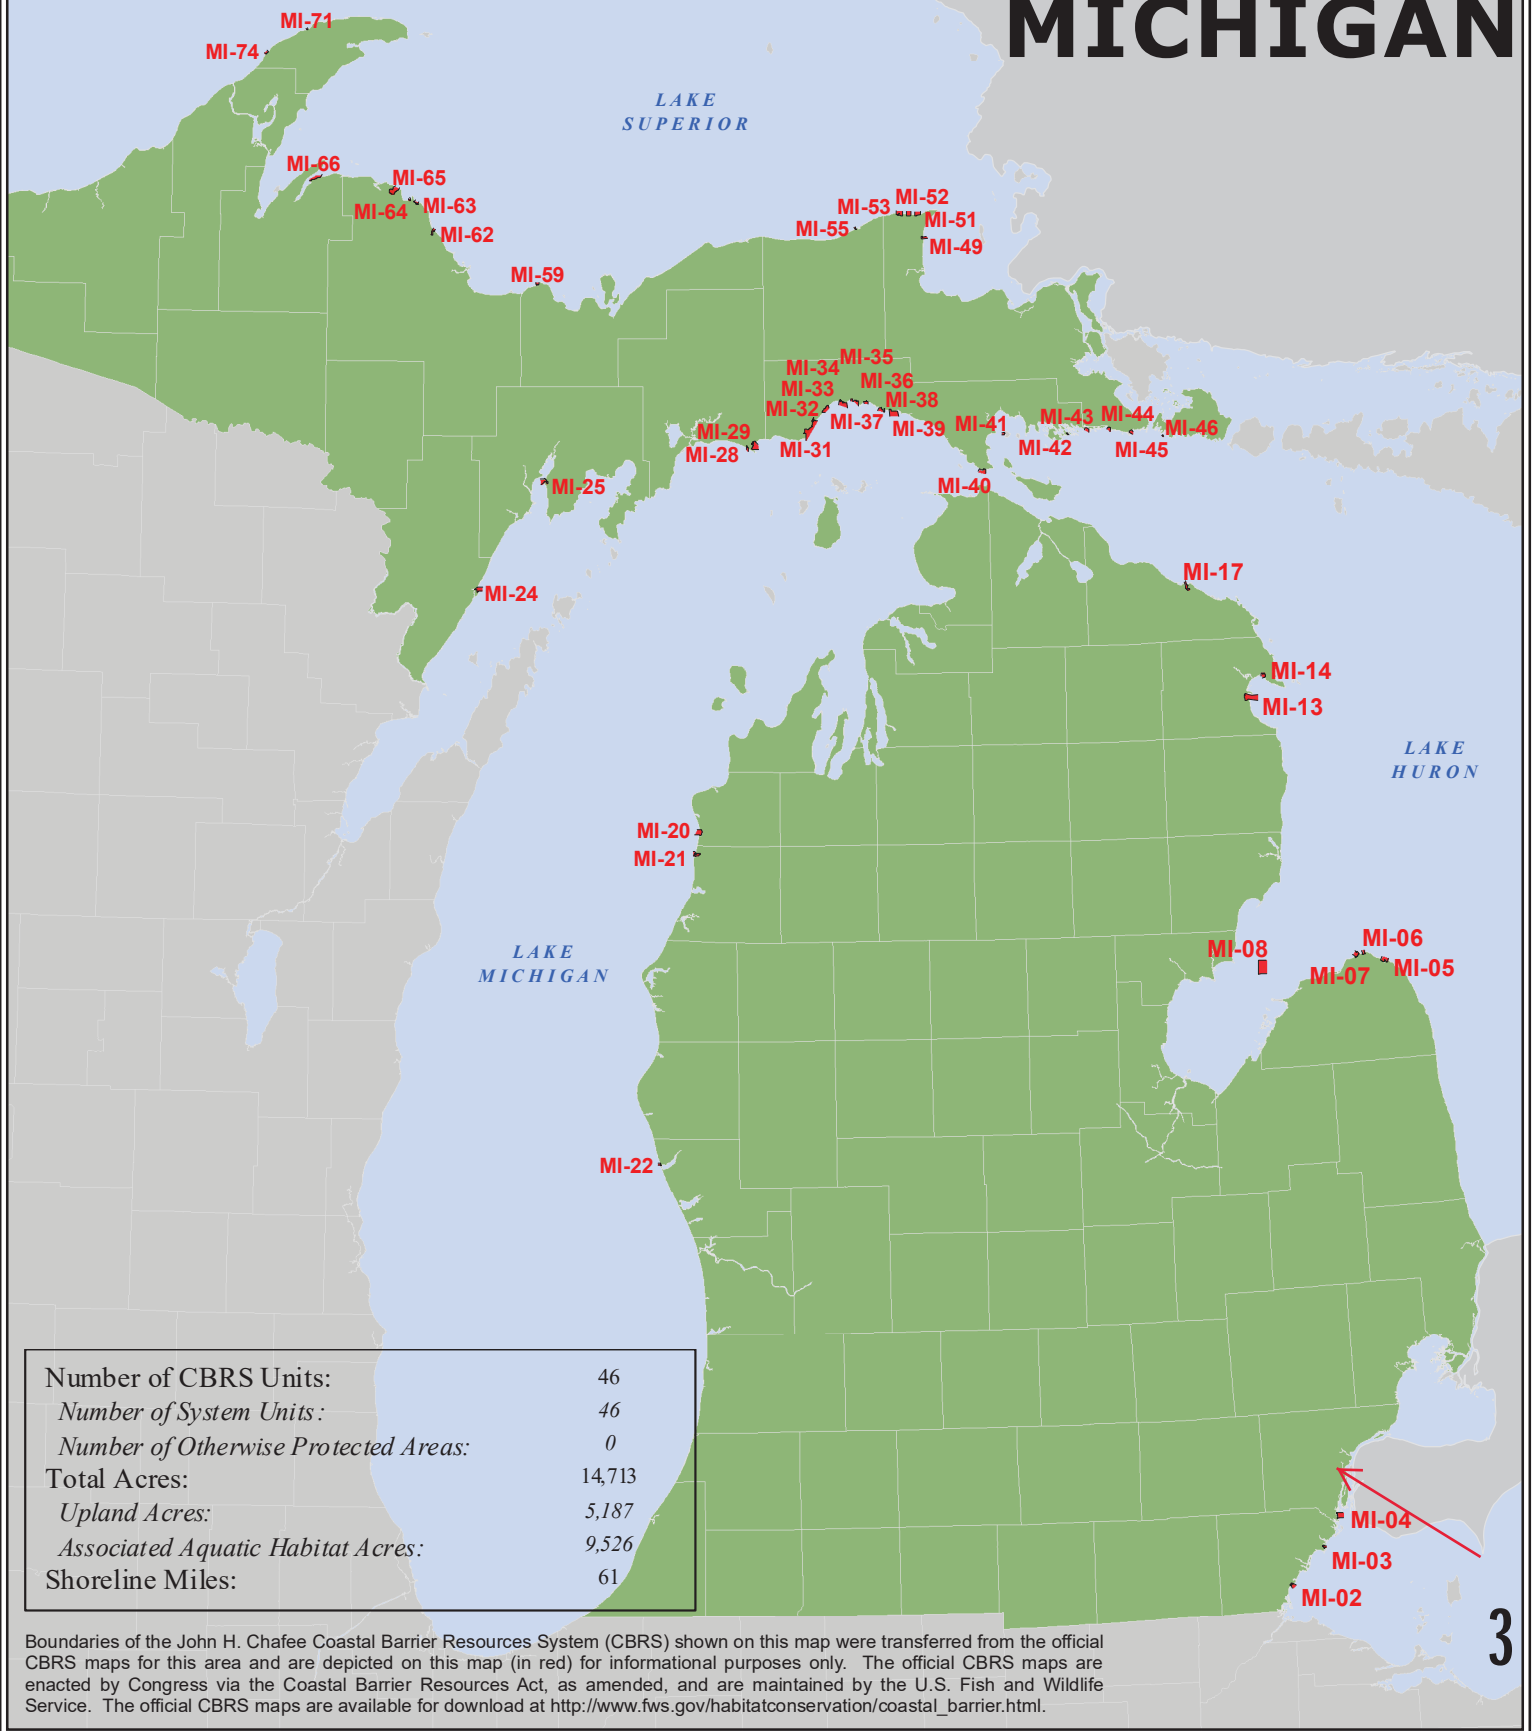 MICHIGAN
MI-71
MI-74
LAKE
SUPERIOR
MI-66
MI-65
MI-64
MI-63
MI-62
MI-59
MI-53
MI-52
MI-51
MI-55
MI-49
MI-35
MI-34
MI-36
MI-33
MI-38
MI-32
MI-37
MI-39
MI-41
MI-43
MI-44
MI-46
MI-29
MI-28
MI-31
MI-42
MI-45
MI-40
MI-25
MI-24
MI-17
MI-14
MI-13
LAKE
HURON
MI-20
MI-21
LAKE
MICHIGAN
MI-08
MI-06
MI-05
MI-07
MI-22
Number of CBRS Units: 46
Number of System Units: 46
Number of Otherwise Protected Areas: 0
Total Acres: 14,713
Upland Acres: 5,187
Associated Aquatic Habitat Acres: 9,526
Shoreline Miles: 61
MI-04
MI-03
MI-02
3
Boundaries of the John H. Chafee Coastal Barrier Resources System (CBRS) shown on this map were transferred from the official
CBRS maps for this area and are depicted on this map (in red) for informational purposes only. The official CBRS maps are
enacted by Congress via the Coastal Barrier Resources Act, as amended, and are maintained by the U.S. Fish and Wildlife
Service. The official CBRS maps are available for download at http://www.fws.gov/habitatconservation/coastal_barrier.html.